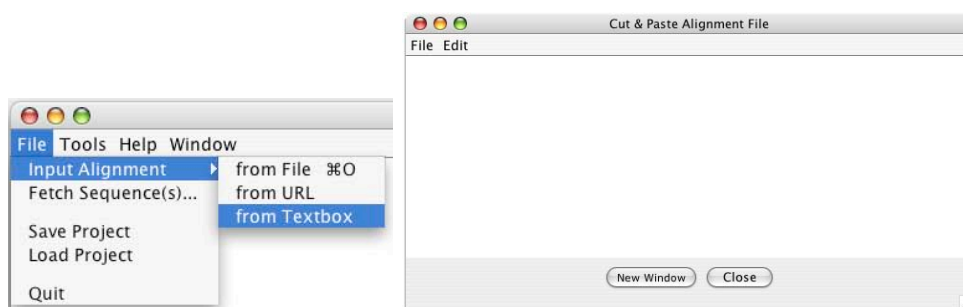 File Tools Help Window
Input Alignment
from File ⌘O
Fetch Sequence(s)...
from URL
from Textbox
Save Project
Load Project
Quit
Cut & Paste Alignment File
File Edit
New Window Close